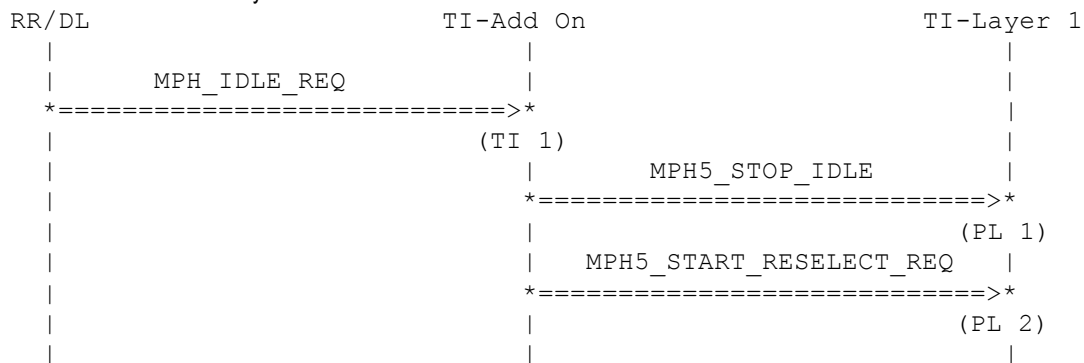 RR/DL TI-Add On TI-Layer 1
| | |
| MPH_IDLE_REQ | |
*============================>* |
| (TI 1) |
| | MPH5_STOP_IDLE |
| *============================>*
| | (PL 1)
| | MPH5_START_RESELECT_REQ |
| *============================>*
| | (PL 2)
| | |